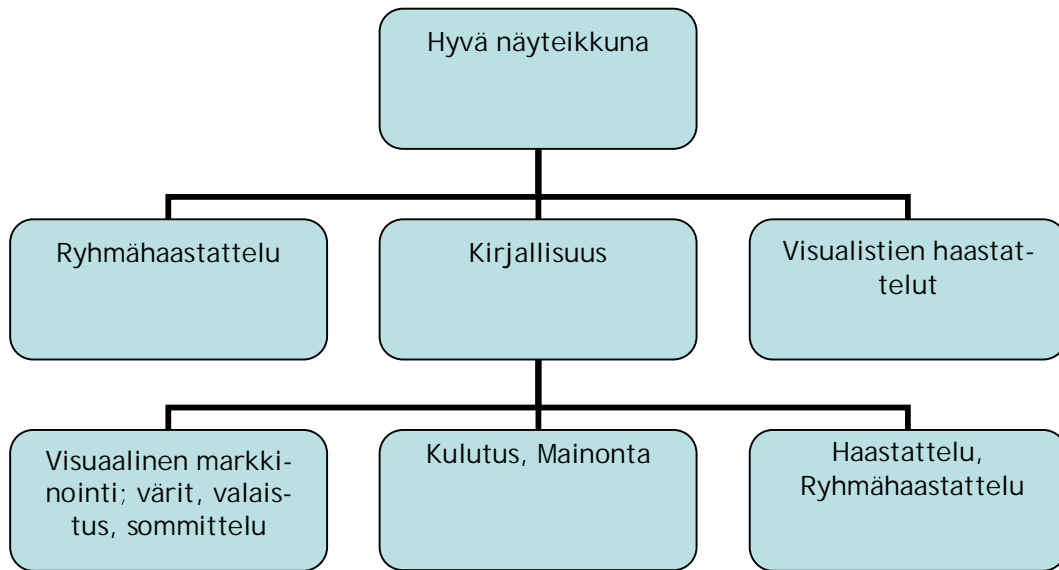 Hyvä näyteikkuna
Ryhmähaastattelu
Kirjallisuus
Visualistien haastat-
telut
Visuaalinen markki-
nointi; värit, valais-
tus, sommittelu
Kulutus, Mainonta
Haastattelu,
Ryhmähaastattelu